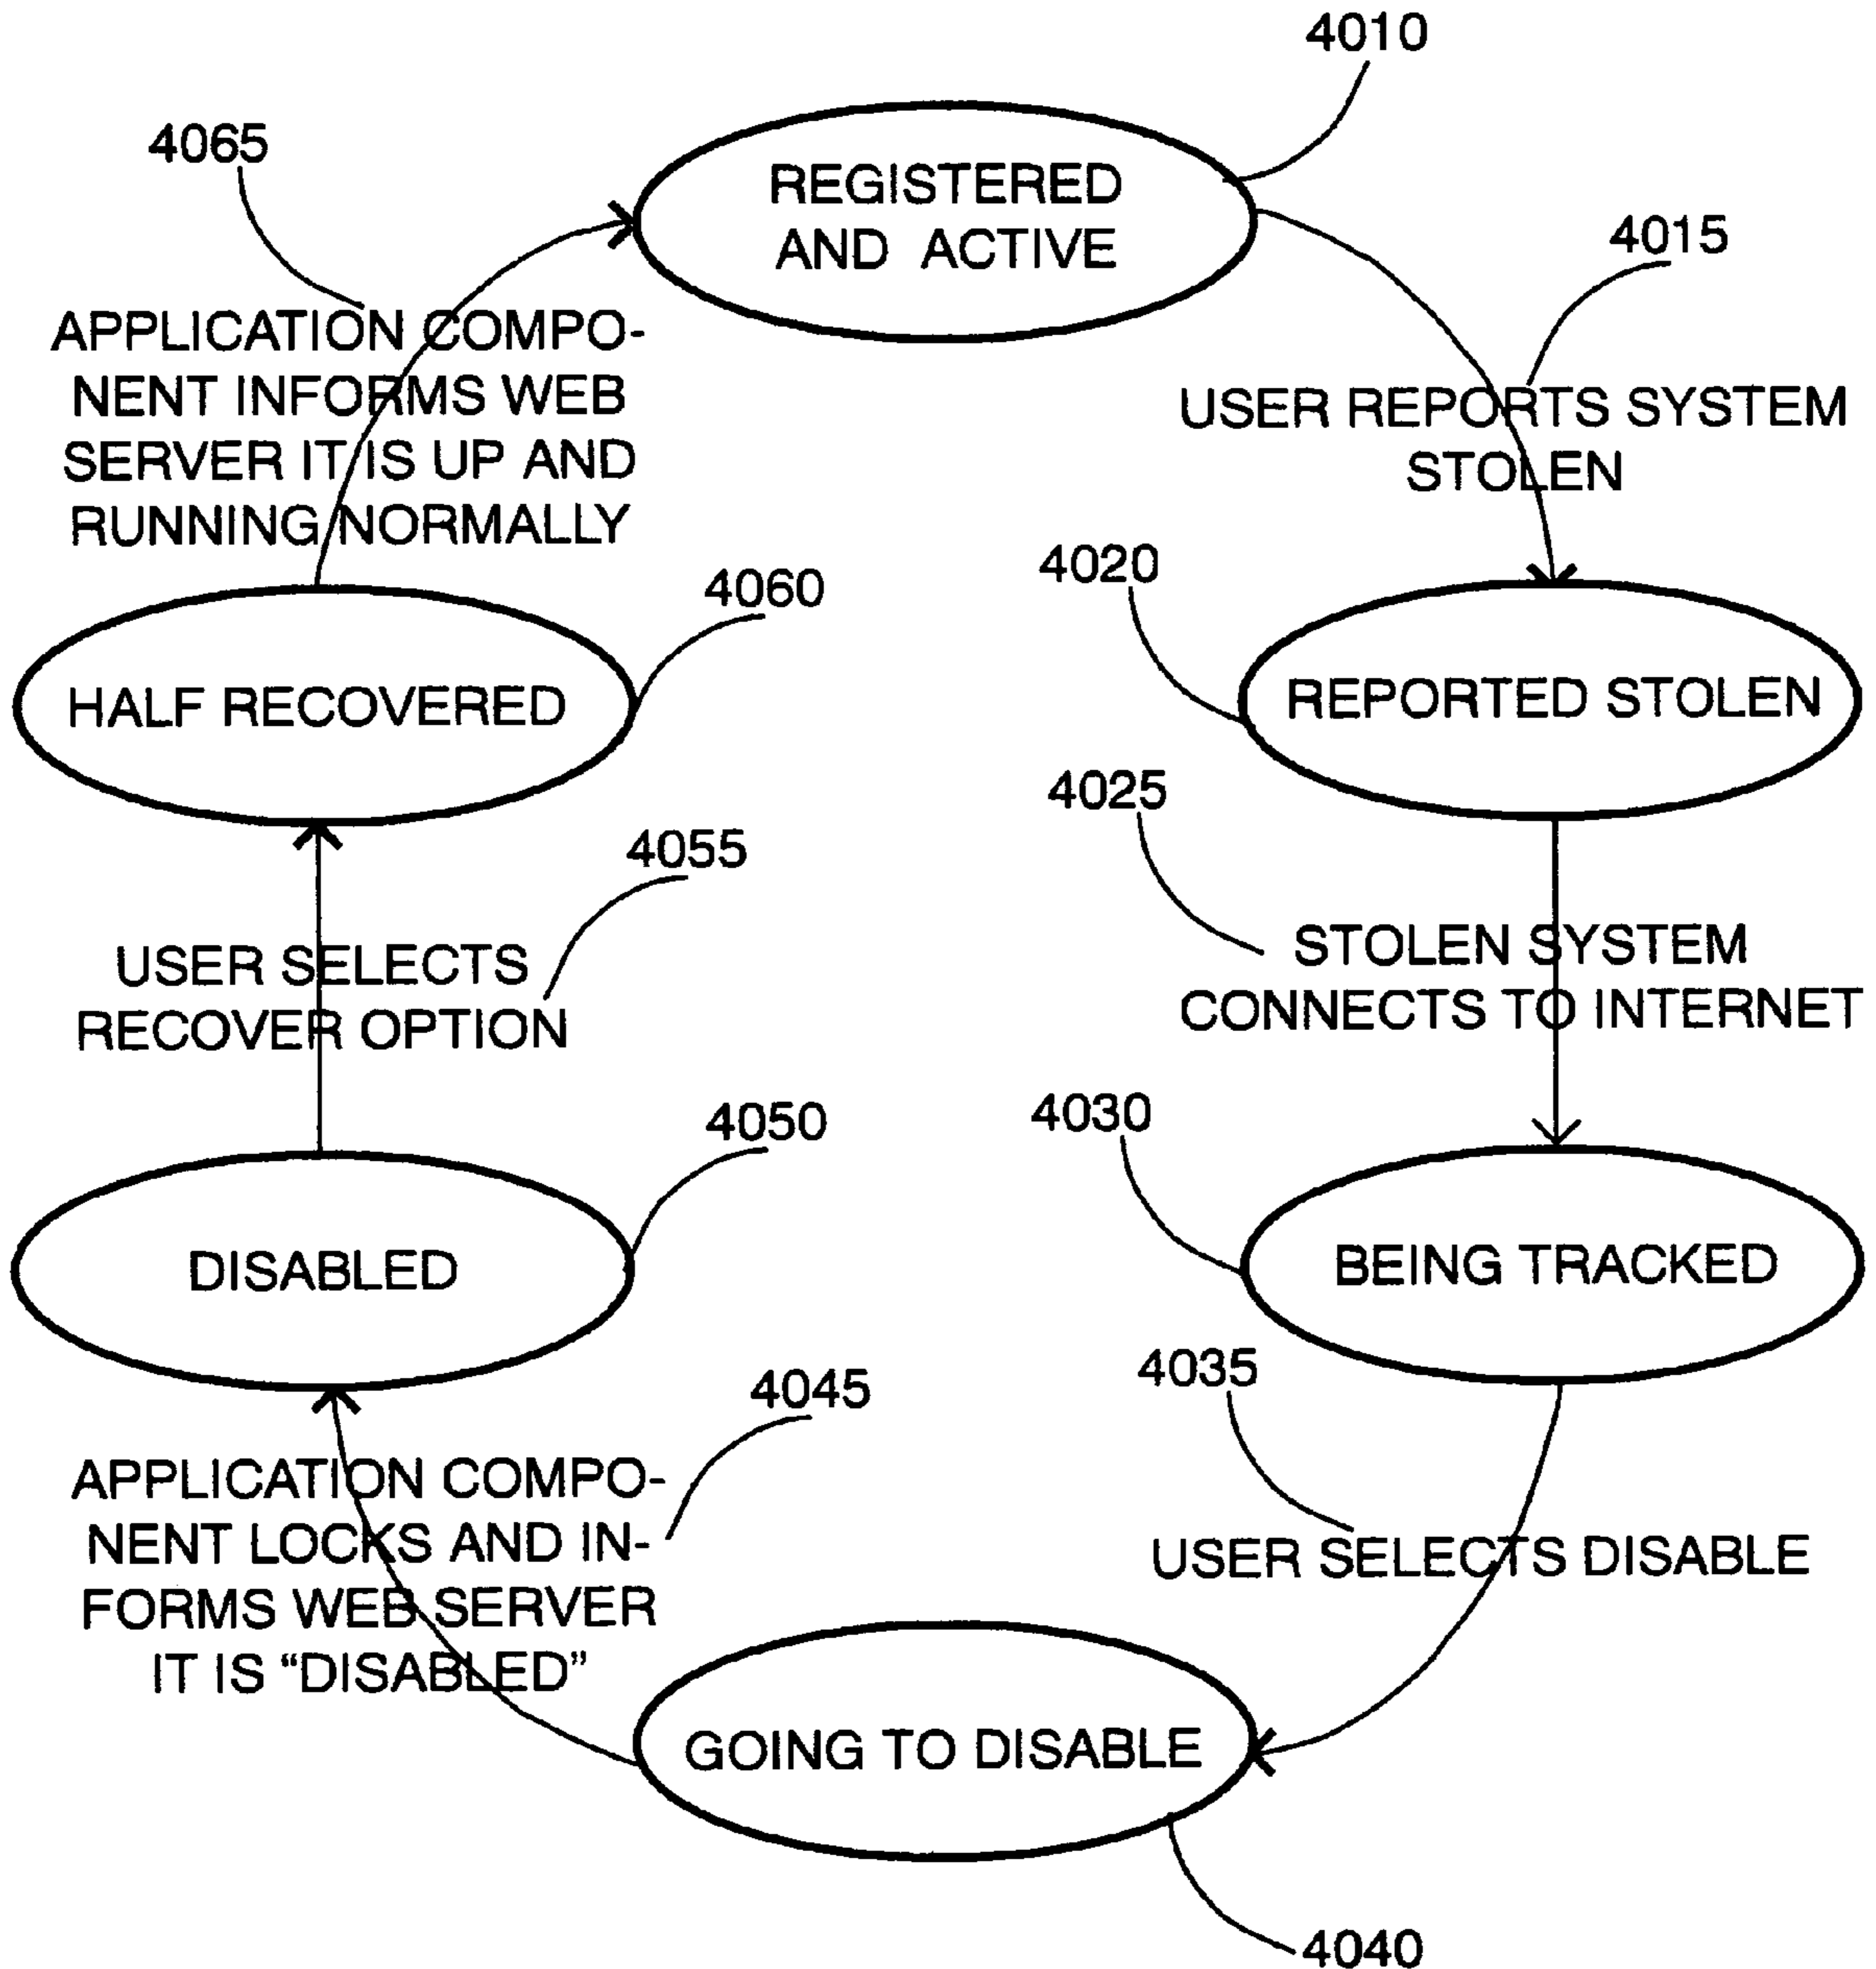 4010
4065
REGISTERED
AND ACTIVE
4015
APPLICATION COMPO-
NENT INFORMS WEB
SERVER IT IS UP AND
RUNNING NORMALLY
USER REPORTS SYSTEM
STOLEN
4020
4060
HALF RECOVERED
REPORTED STOLEN
4025
4055
STOLEN SYSTEM
CONNECTS TO INTERNET
USER SELECTS
RECOVER OPTION
4030
4050
DISABLED
BEING TRACKED
4035
4045
APPLICATION COMPO-
NENT LOCKS AND IN-
FORMS WEB SERVER
IT IS “DISABLED”
USER SELECTS DISABLE
GOING TO DISABLE
4040